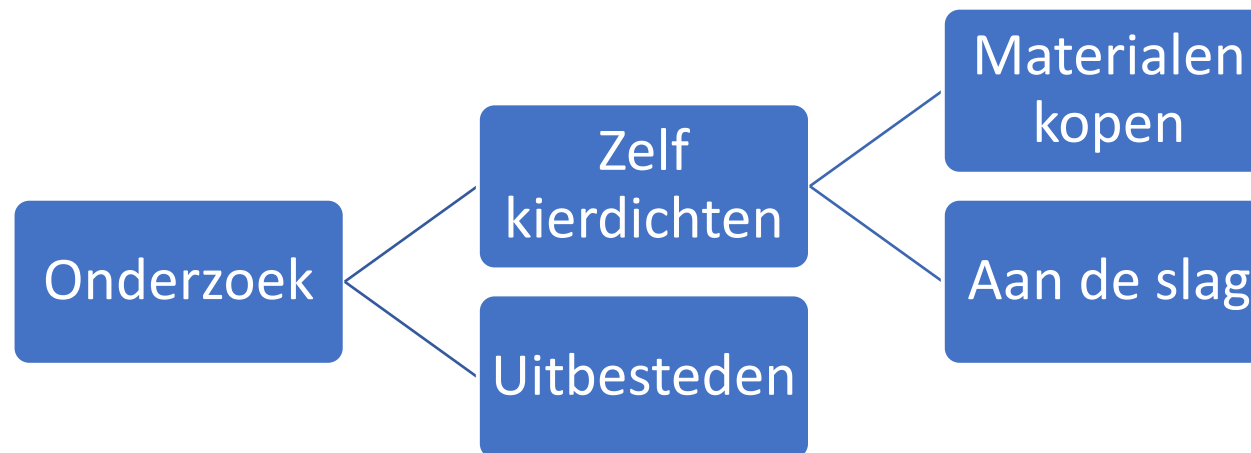 Onderzoek
Zelf
kierdichten
Uitbesteden
Materialen
kopen
Aan de slag